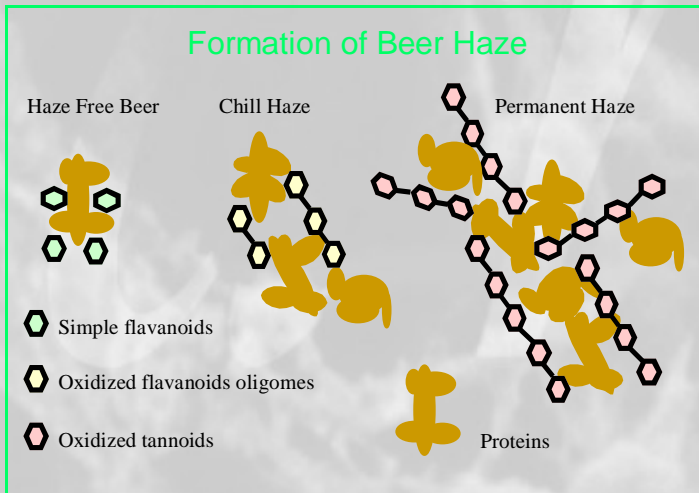 Formation of Beer Haze
Haze Free Beer
Chill Haze
Permanent Haze
Simple flavanoids
Oxidized flavanoids oligomes
Oxidized tannoids
Proteins